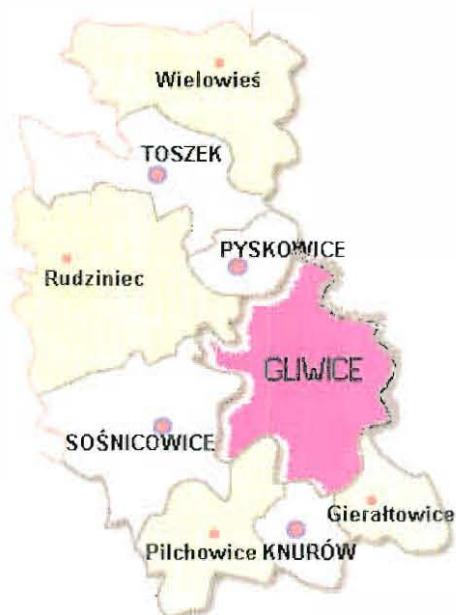 Wielowieś
TOSZEK
PYSKOWICE
Rudziniec
GLIWICE
SOŚNICOWICE
Gierałtowice
Pilchowice KNURÓW